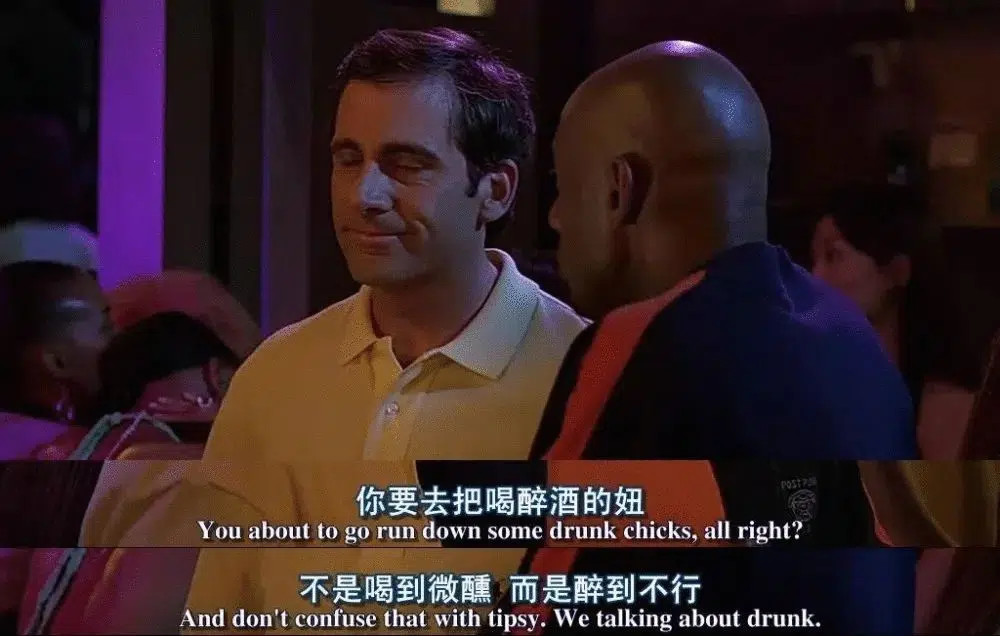 POST PUNK
你要去把喝醉酒的妞
You about to go run down some drunk chicks, all right?
不是喝到微醺 而是醉到不行
And don't confuse that with tipsy. We talking about drunk.